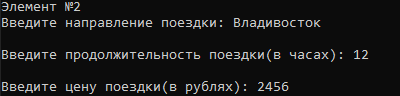 Элемент №2
Введите направление поездки: Владивосток
Введите продолжительность поездки(в часах): 12
Введите цену поездки(в рублях): 2456